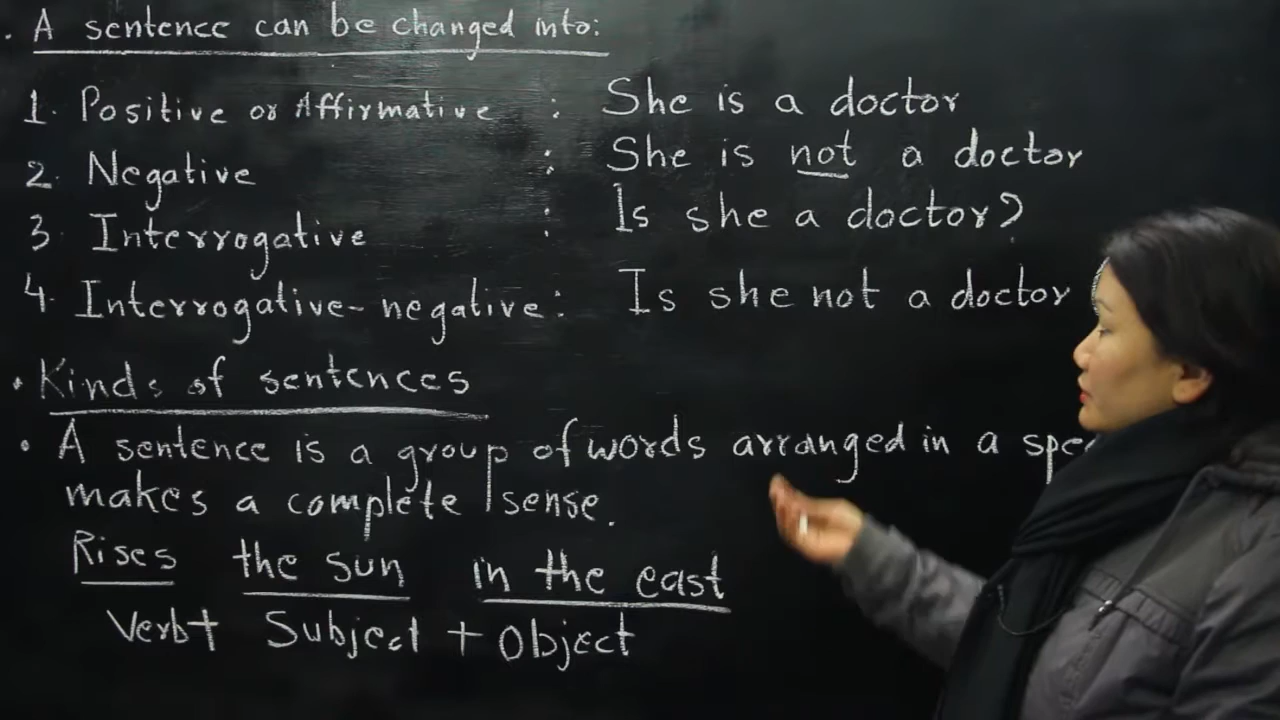 . A sentence can be changed into:
1. Positive or Affirmative : She is a doctor
2. Negative : She is not a doctor
3. Interrogative : Is she a doctor?
4. Interrogative-negative: Is she not a doctor
• Kinds of sentences
• A sentence is a group of words arranged in a spe
makes a complete sense.
Rises the sun in the east
Verb+ Subject + Object